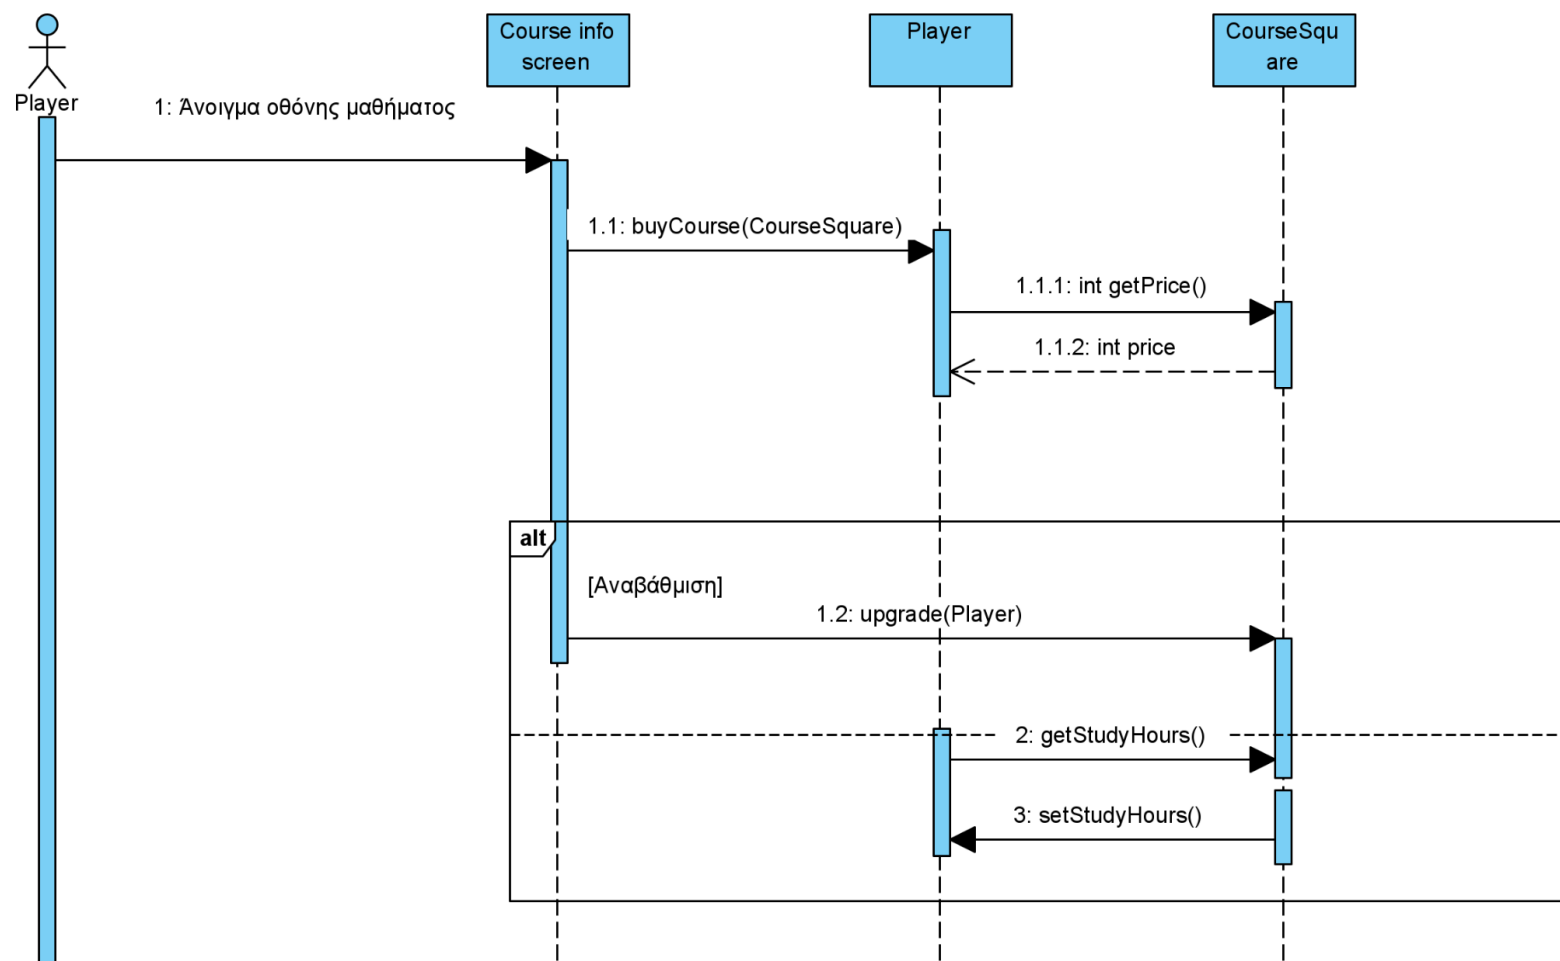 Course info
screen
Player
CourseSqu
are
Player
1: Άνοιγμα οθόνης μαθήματος
1.1: buyCourse(CourseSquare)
1.1.1: int getPrice()
1.1.2: int price
alt
[Αναβάθμιση]
1.2: upgrade(Player)
2: getStudyHours()
3: setStudyHours()